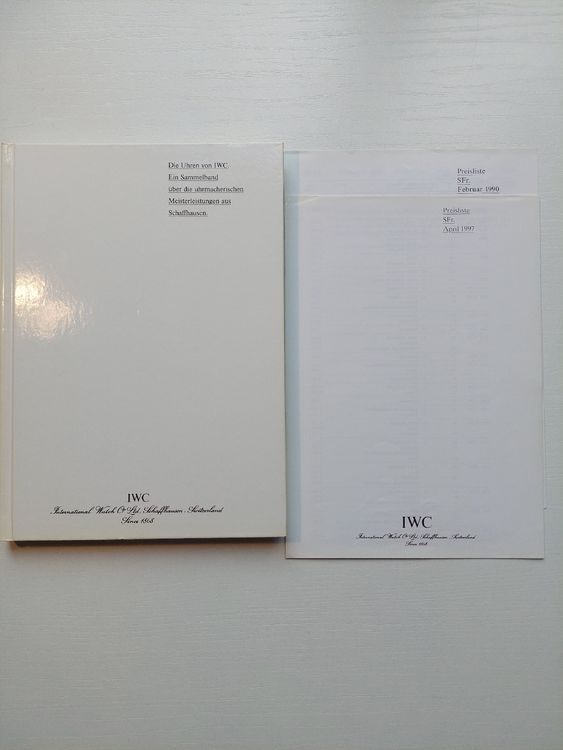 Die Uhren von IWC.
Ein Sammelband
über die uhrmacherischen
Meisterleistungen aus
Schaffhausen.
IWC
International Watch Co Ltd. Schaffhausen . Switzerland
Since 1868
Preisliste
SFr.
Februar 1990
Preisliste
SFr.
April 1997
IWC
International Watch Co Ltd. Schaffhausen . Switzerland
Since 1868